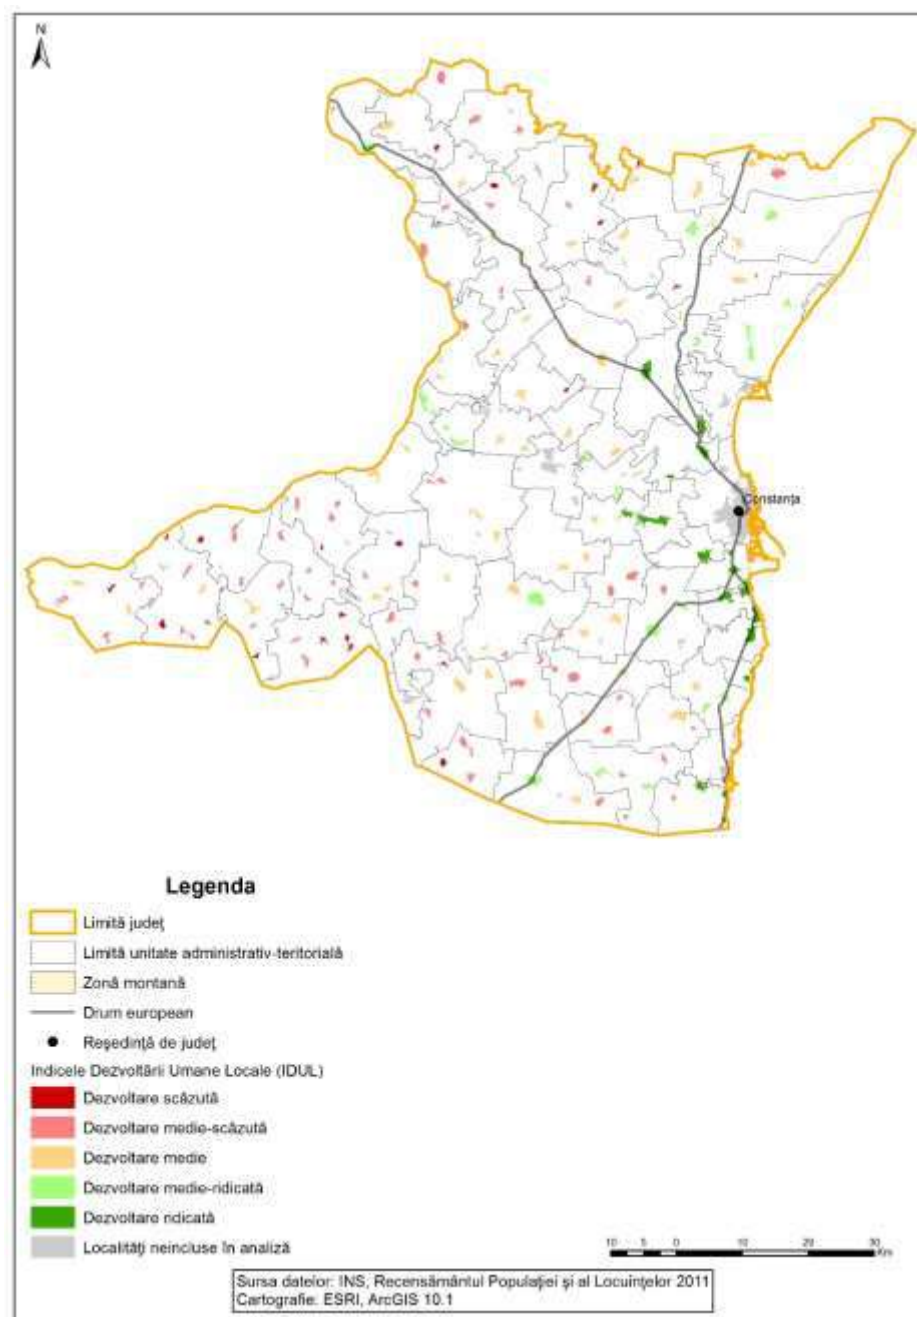 N
Constanța
Legenda
Limită județ
Limită unitate administrativ-teritorială
Zonă montană
Drum european
Reședință de județ
Indicele Dezvoltării Umane Locale (IDUL)
Dezvoltare scăzută
Dezvoltare medie-scăzută
Dezvoltare medie
Dezvoltare medie-ridicată
Dezvoltare ridicată
Localități neincluse în analiză
10 5 0 10 20 30
Km
Sursa datelor: INS, Recensământul Populației și al Locuințelor 2011
Cartografie: ESRI, ArcGIS 10.1